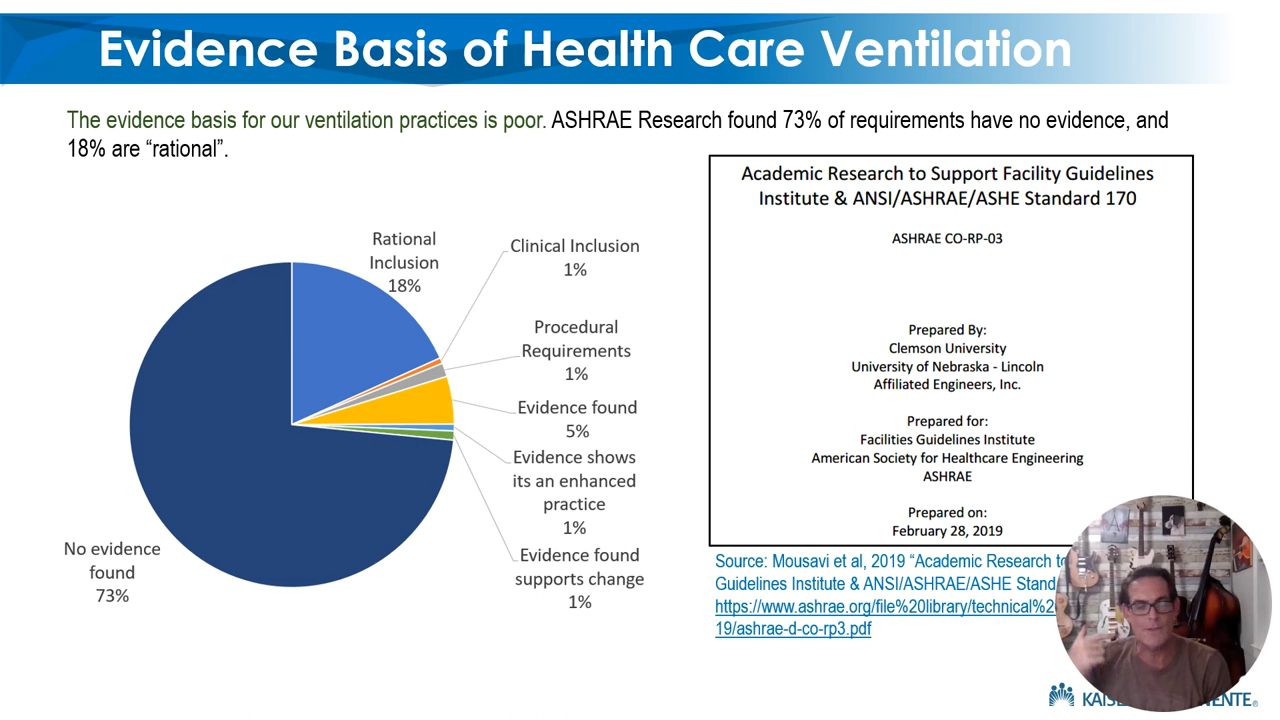 Evidence Basis of Health Care Ventilation
The evidence basis for our ventilation practices is poor. ASHRAE Research found 73% of requirements have no evidence, and
18% are “rational”.
Rational
Inclusion
18%
Clinical Inclusion
1%
Procedural
Requirements
1%
Evidence found
5%
Evidence shows
its an enhanced
practice
1%
Evidence found
supports change
1%
No evidence
found
73%
Academic Research to Support Facility Guidelines
Institute & ANSI/ASHRAE/ASHE Standard 170
ASHRAE CO-RP-03
Prepared By:
Clemson University
University of Nebraska - Lincoln
Affiliated Engineers, Inc.
Prepared for:
Facilities Guidelines Institute
American Society for Healthcare Engineering
ASHRAE
Prepared on:
February 28, 2019
Source: Mousavi et al, 2019 “Academic Research
Guidelines Institute & ANSI/ASHRAE/ASHE
https://www.ashrae.org/file%20library/technical%2
19/ashrae-d-co-rp3.pdf